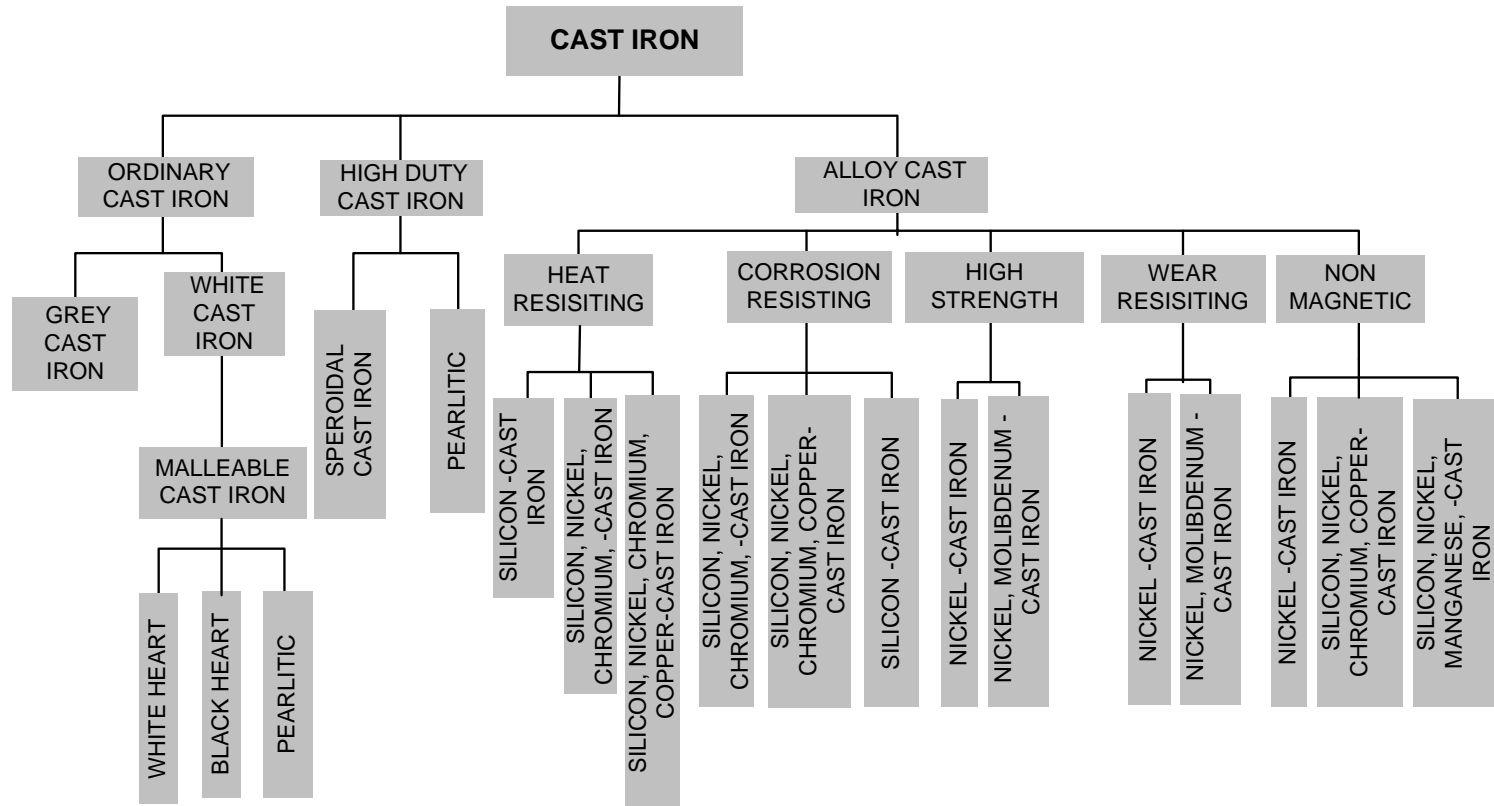 CAST IRON
ORDINARY
CAST IRON
HIGH DUTY
CAST IRON
ALLOY CAST
IRON
GREY
CAST
IRON
WHITE
CAST
IRON
HEAT
RESISITING
CORROSION
RESISTING
HIGH
STRENGTH
WEAR
RESISITING
NON
MAGNETIC
MALLEABLE
CAST IRON
SPEROIDAL
CAST IRON
PEARLITIC
SILICON -CAST
IRON
SILICON, NICKEL,
CHROMIUM, -CAST IRON
SILICON, NICKEL, CHROMIUM,
COPPER-CAST IRON
SILICON, NICKEL,
CHROMIUM, -CAST IRON
SILICON, NICKEL,
CHROMIUM, COPPER-
CAST IRON
SILICON -CAST IRON
NICKEL -CAST IRON
NICKEL, MOLIBDENUM -
CAST IRON
NICKEL -CAST IRON
NICKEL, MOLIBDENUM -
CAST IRON
NICKEL -CAST IRON
SILICON, NICKEL,
CHROMIUM, COPPER-
CAST IRON
SILICON, NICKEL,
MANGANESE, -CAST
IRON
WHITE HEART
BLACK HEART
PEARLITIC